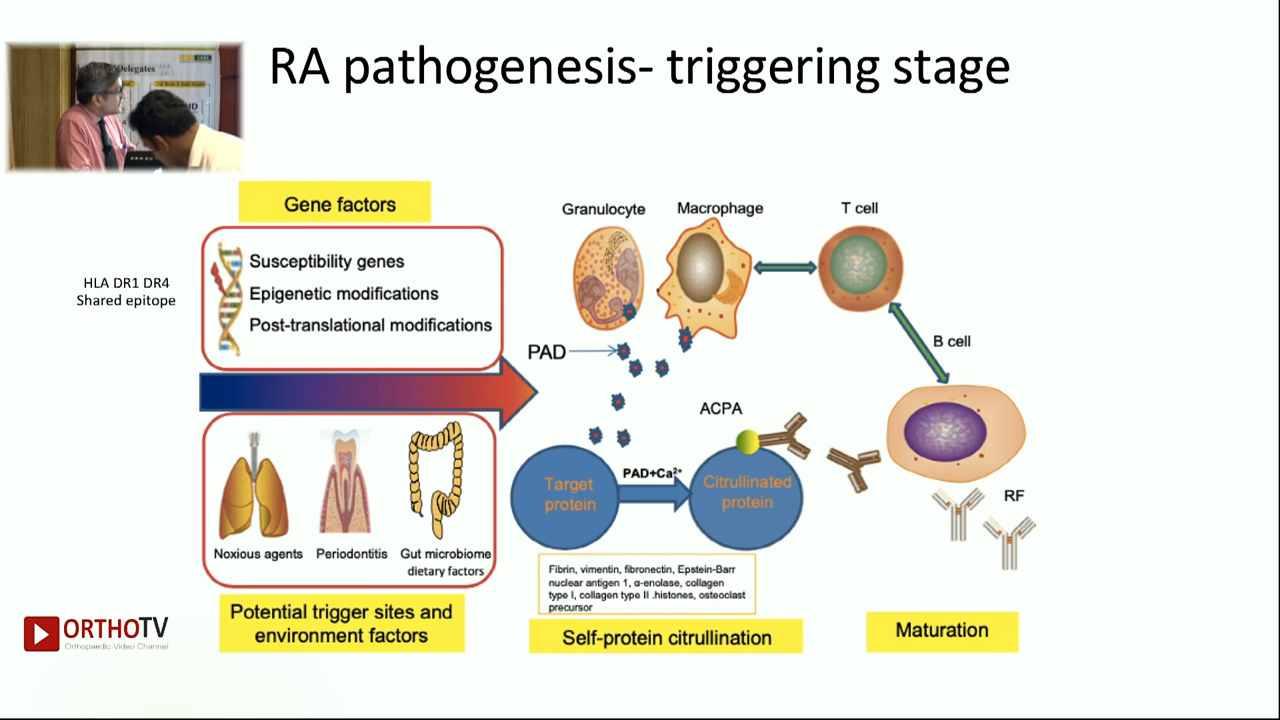 RA pathogenesis- triggering stage
Delegates
Gene factors
Susceptibility genes
Epigenetic modifications
Post-translational modifications
HLA DR1 DR4
Shared epitope
Noxious agents
Periodontitis
Gut microbiome
dietary factors
Potential trigger sites and
environment factors
Granulocyte
Macrophage
T cell
PAD
B cell
ACPA
Target
protein
PAD+Ca²⁺
Citrullinated
protein
RF
Fibrin, vimentin, fibronectin, Epstein-Barr
nuclear antigen 1, α-enolase, collagen
type I, collagen type II .histones, osteoclast
precursor
Self-protein citrullination
Maturation
ORTHOTV
Orthopaedic Video Channel